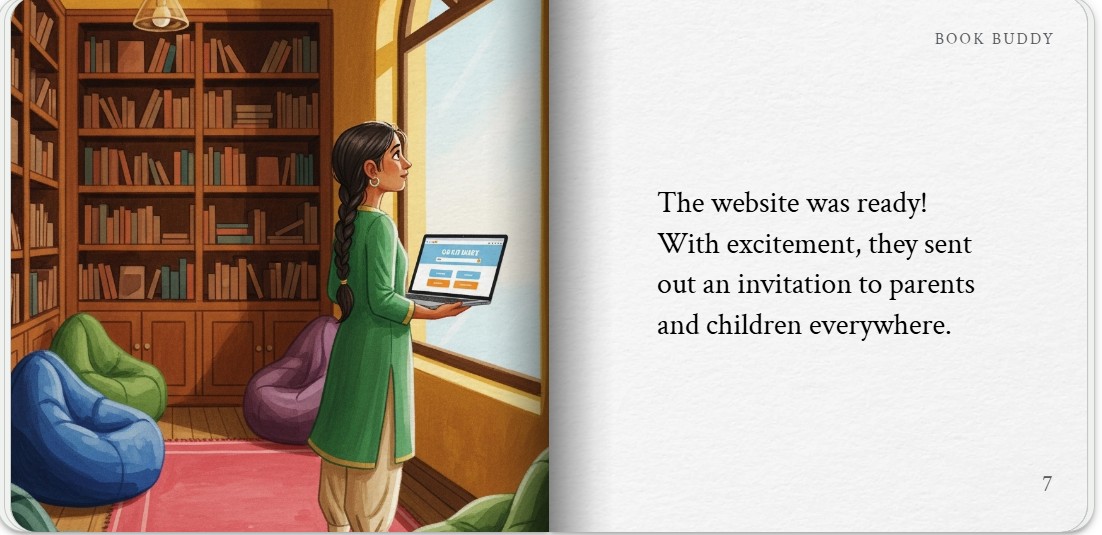 BOOK BUDDY
The website was ready!
With excitement, they sent
out an invitation to parents
and children everywhere.
7